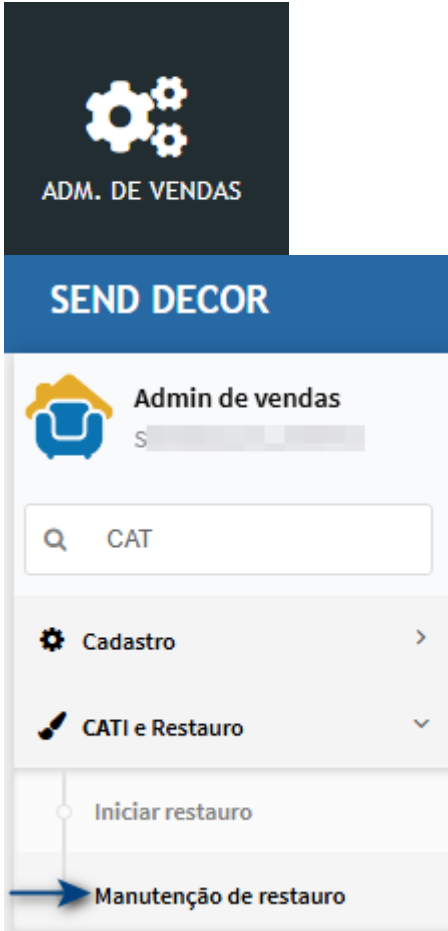 ADM. DE VENDAS
SEND DECOR
Admin de vendas
CAT
Cadastro
CATI e Restauro
Iniciar restauro
Manutenção de restauro